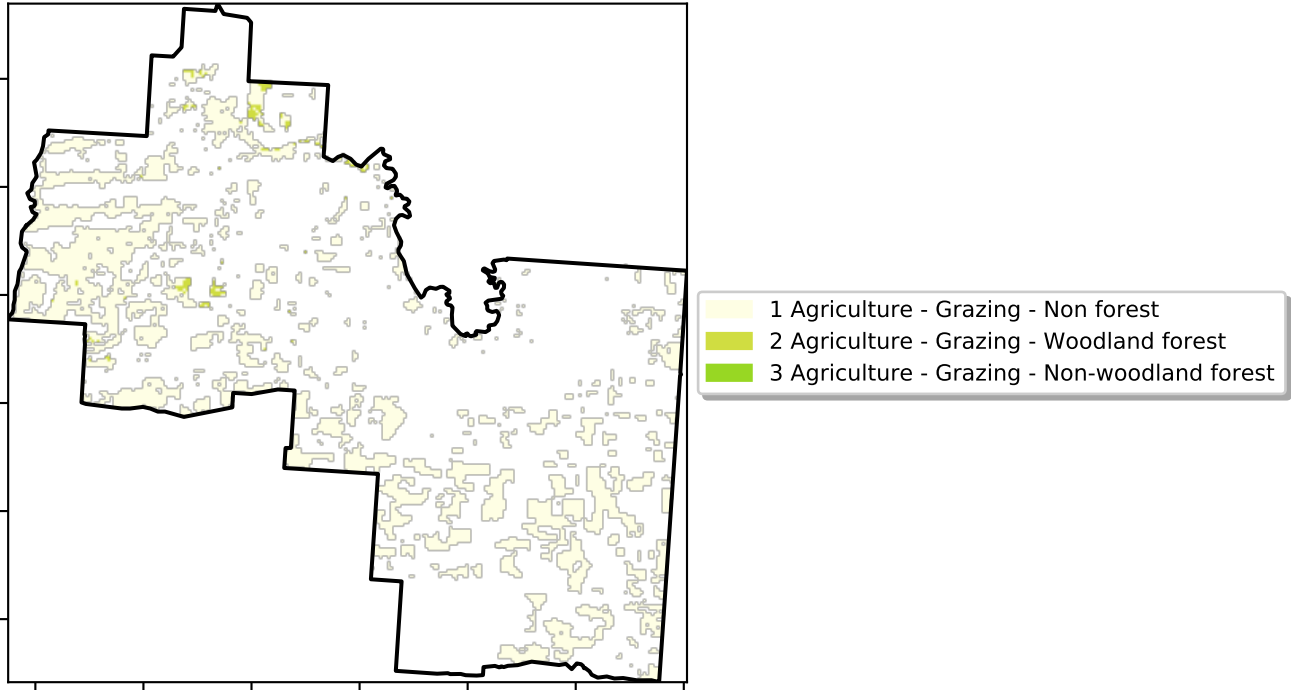 1 Agriculture - Grazing - Non forest
2 Agriculture - Grazing - Woodland forest
3 Agriculture - Grazing - Non-woodland forest